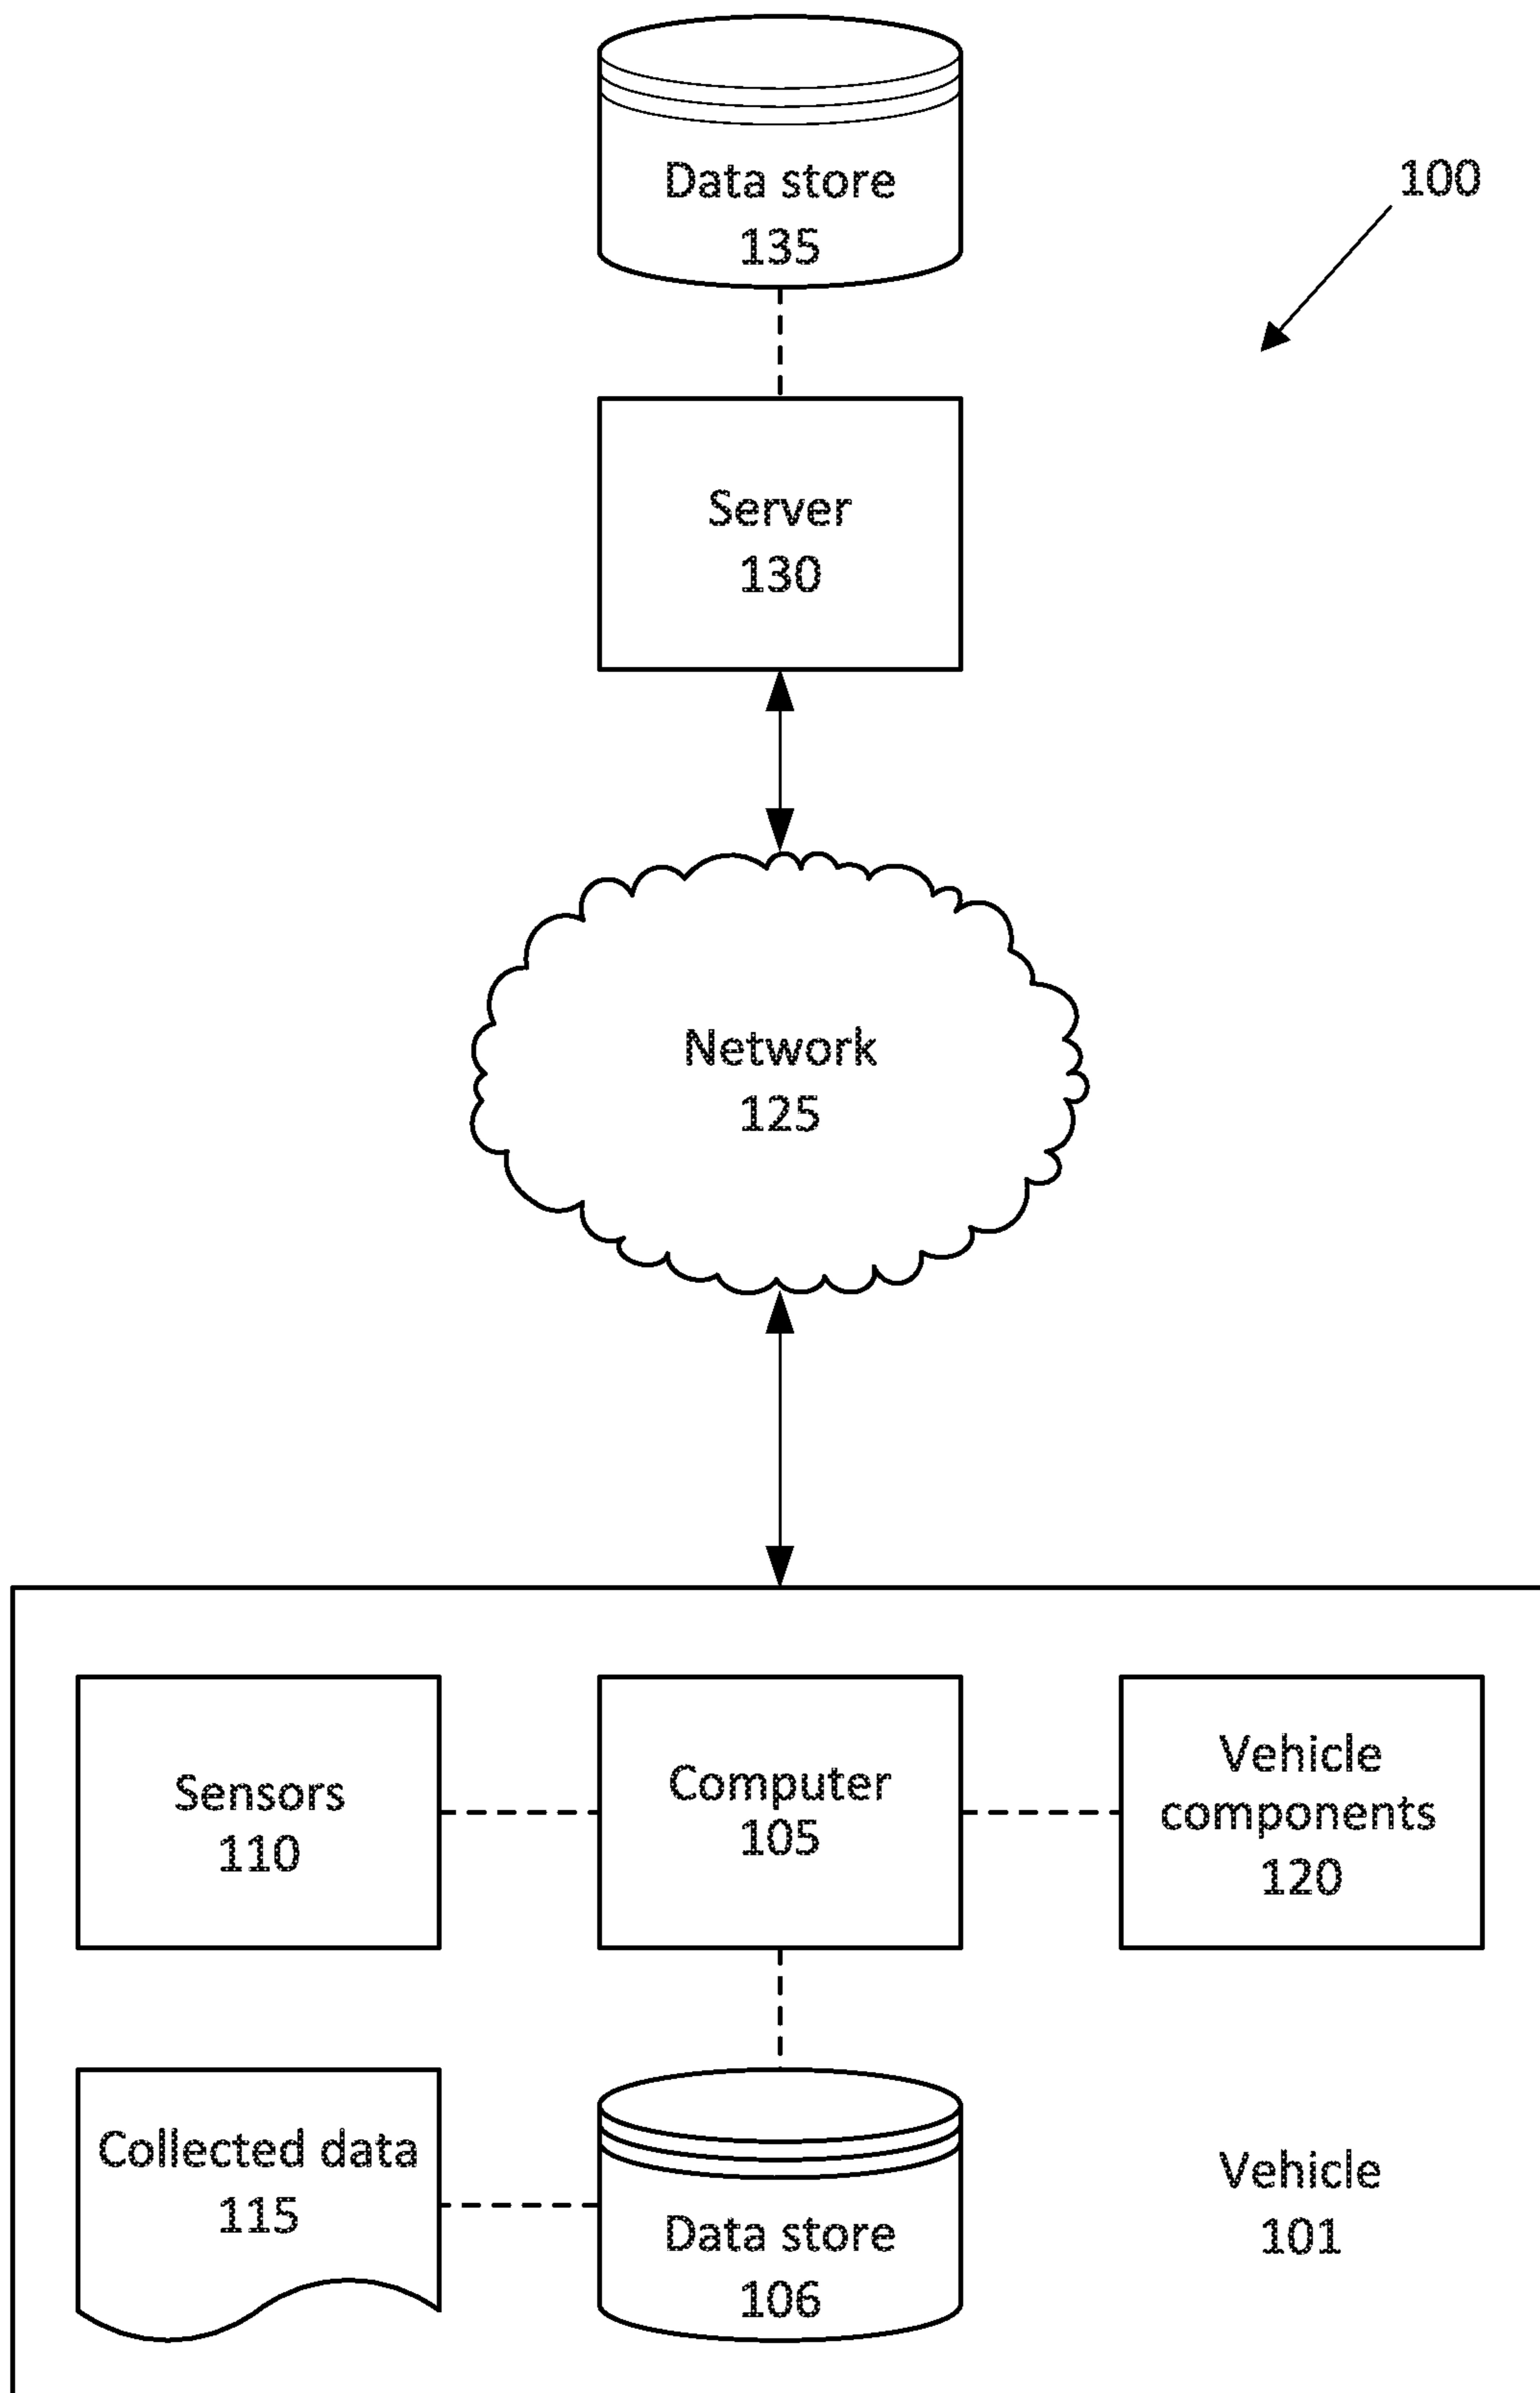 Data store
135
100
Server
130
Network
125
Sensors
110
Computer
105
Vehicle
components
120
Collected data
115
Data store
106
Vehicle
101